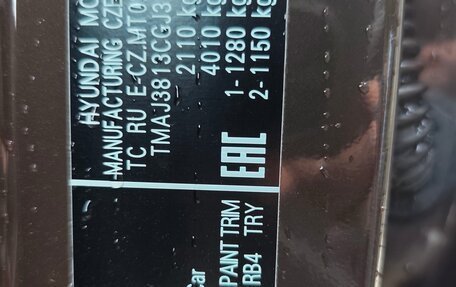 HYUNDAI MO
MANUFACTURING CZE
TC RU E-CZ.MT0
TMAJ3813CGJ3
2110 kg
4010 kg
1-1280 kg
2-1150 kg
EAC
Car
PAINT TRIM
RB4 TRY